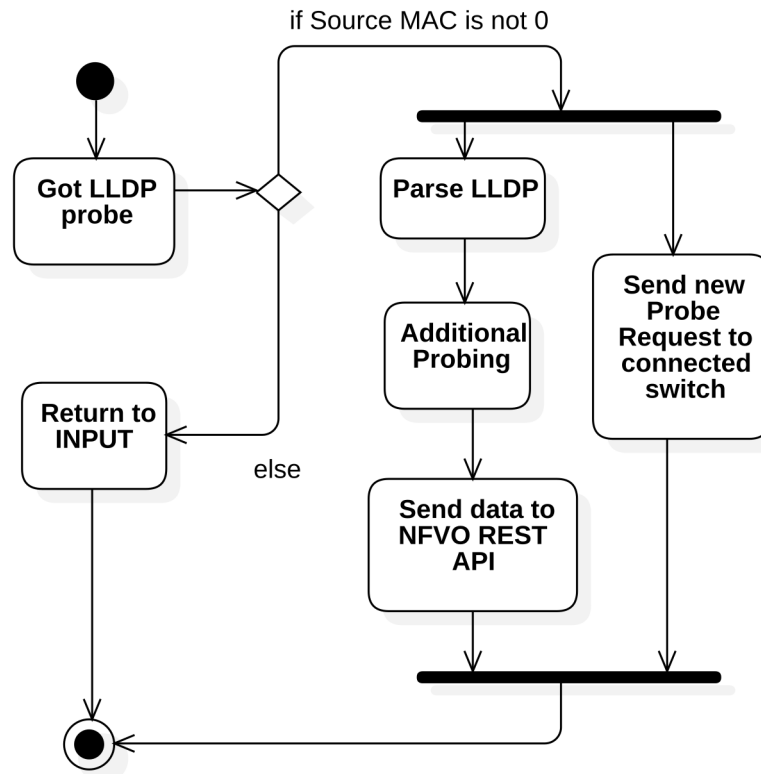 if Source MAC is not 0
Got LLDP
probe
Parse LLDP
Send new
Probe
Request to
connected
switch
Additional
Probing
Return to
INPUT
else
Send data to
NFVO REST
API